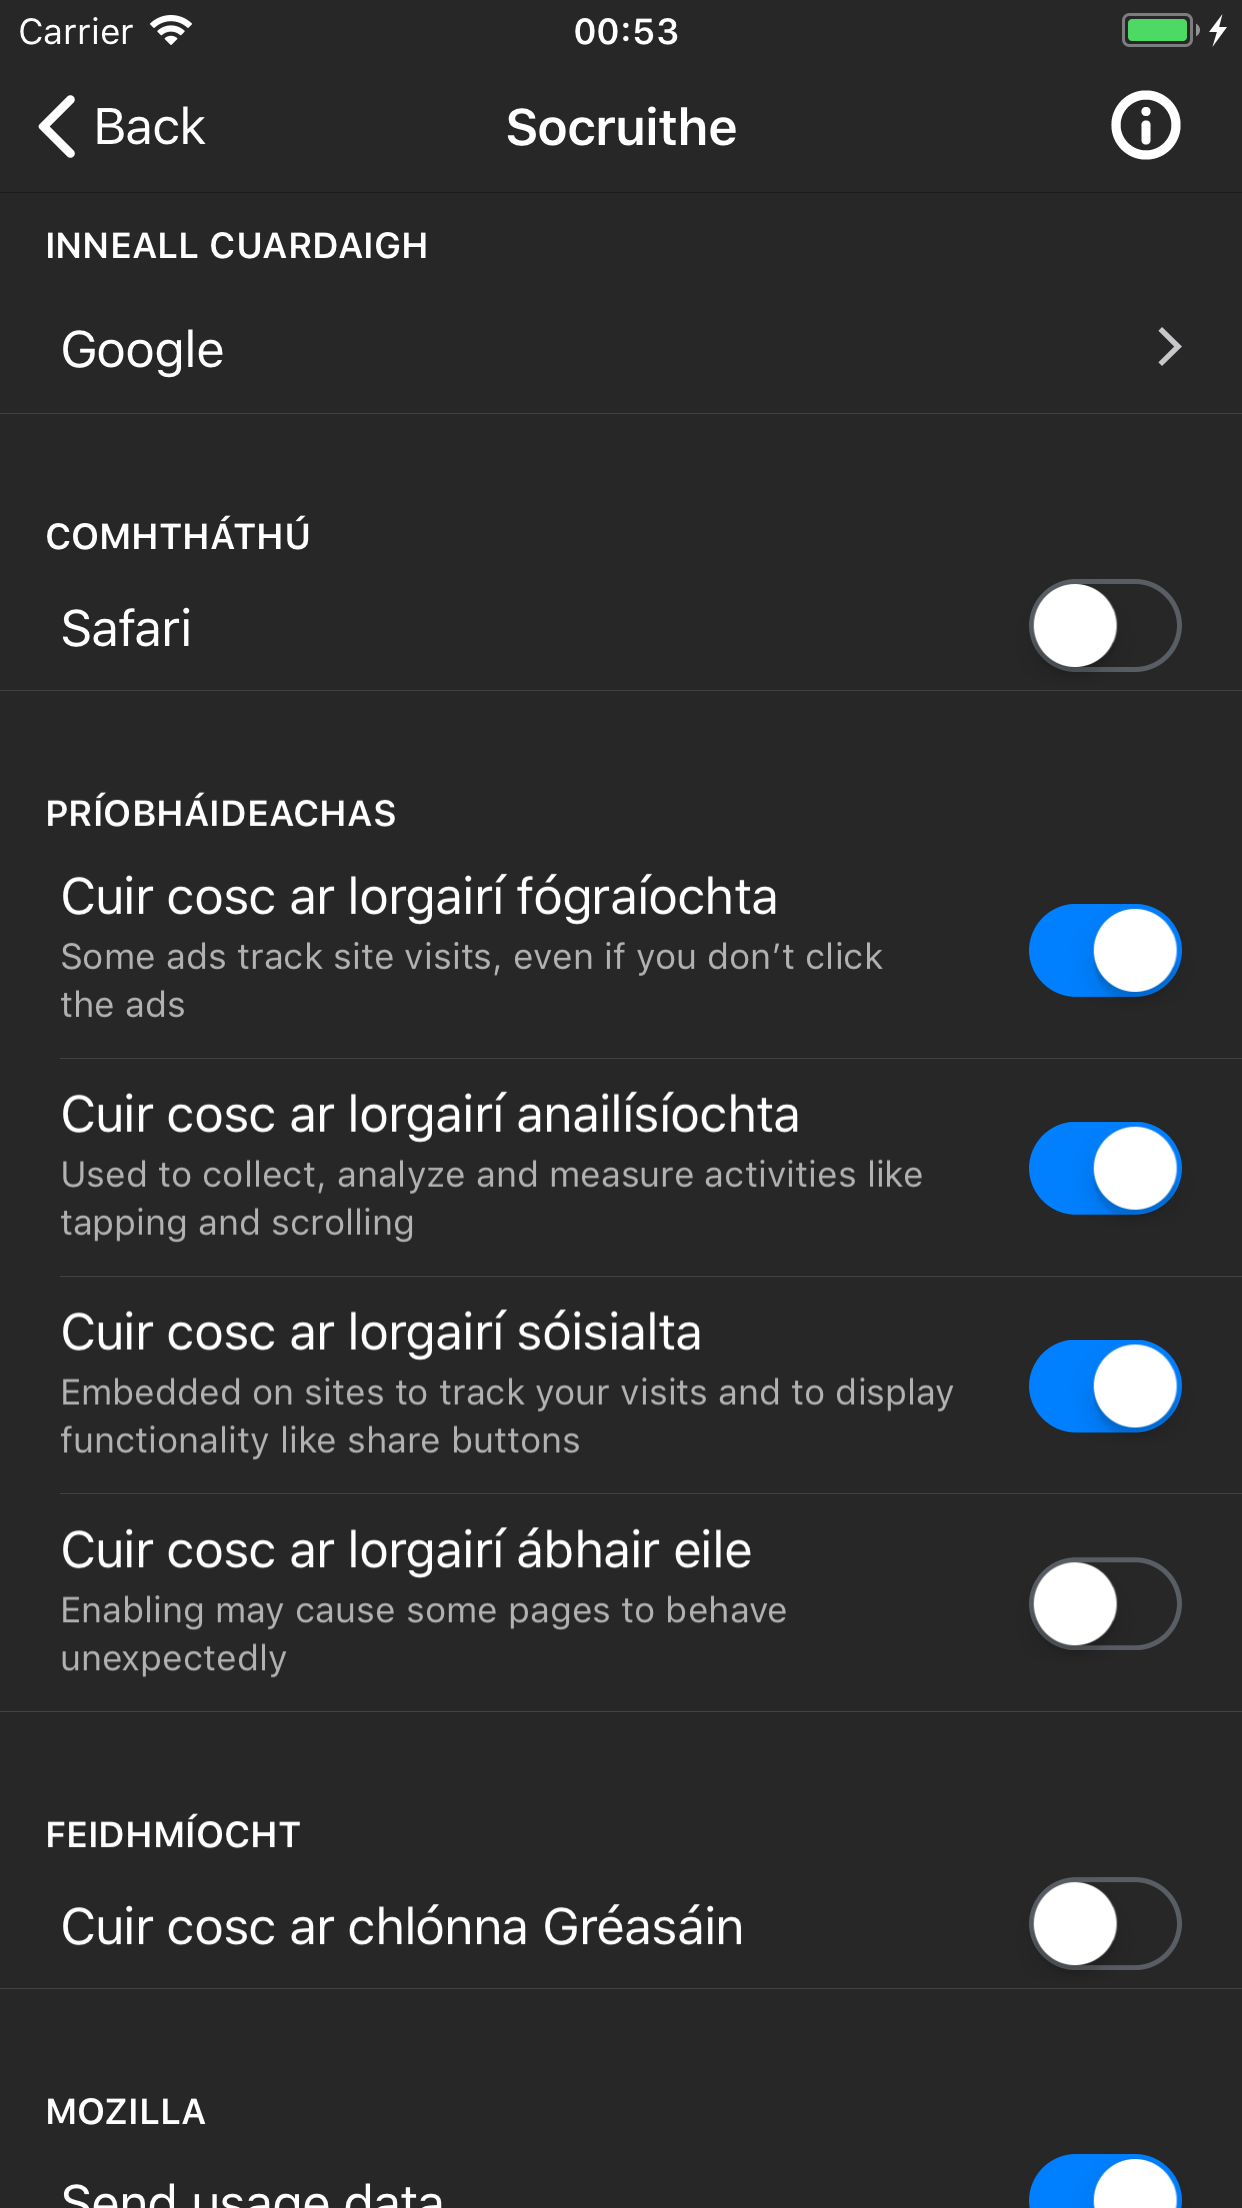 Carrier 00:53
Back Socruithe
INNEALL CUARDAIGH
Google
COMHTHÁTHÚ
Safari
PRÍOBHÁIDEACHAS
Cuir cosc ar lorgairí fógraíochta
Some ads track site visits, even if you don’t click
the ads
Cuir cosc ar lorgairí anailísíochta
Used to collect, analyze and measure activities like
tapping and scrolling
Cuir cosc ar lorgairí sóisialta
Embedded on sites to track your visits and to display
functionality like share buttons
Cuir cosc ar lorgairí ábhair eile
Enabling may cause some pages to behave
unexpectedly
FEIDHMÍOCHT
Cuir cosc ar chlónna Gréasáin
MOZILLA
Send usage data